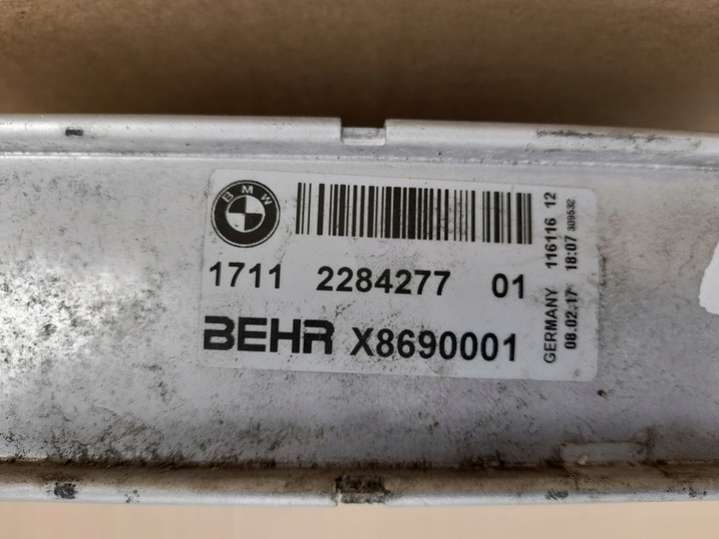 BMW
1711 2284277 01
BEHR X8690001
GERMANY 116116 12
08.02.17 18:07